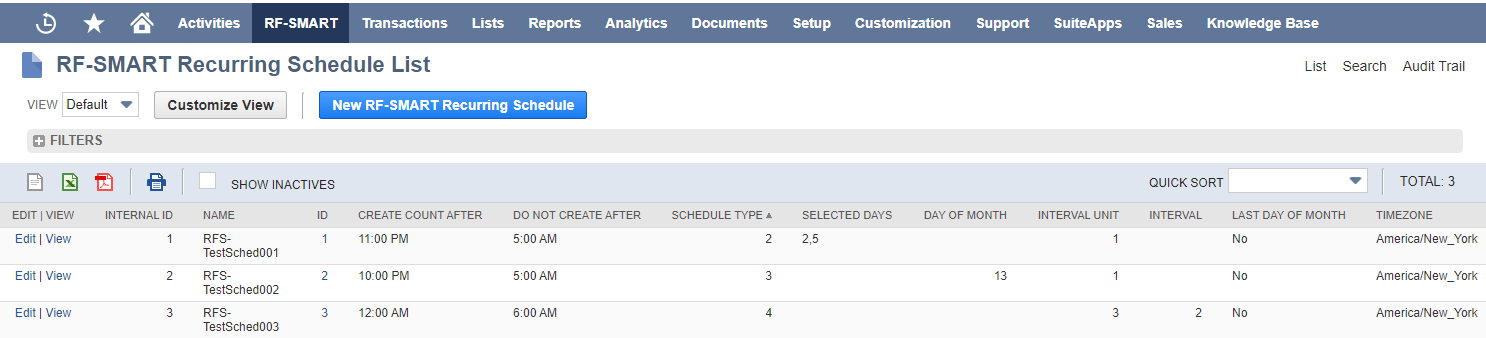 Activities RF-SMART Transactions Lists Reports Analytics Documents Setup Customization Support SuiteApps Sales Knowledge Base
RF-SMART Recurring Schedule List
List Search Audit Trail
VIEW Default Customize View New RF-SMART Recurring Schedule
FILTERS
SHOW INACTIVES QUICK SORT TOTAL: 3
EDIT | VIEW INTERNAL ID NAME ID CREATE COUNT AFTER DO NOT CREATE AFTER SCHEDULE TYPE SELECTED DAYS DAY OF MONTH INTERVAL UNIT INTERVAL LAST DAY OF MONTH TIMEZONE
Edit | View 1 RFS- 1 11:00 PM 5:00 AM 2 2,5 1 No America/New_York
TestSched001
Edit | View 2 RFS- 2 10:00 PM 5:00 AM 3 13 1 No America/New_York
TestSched002
Edit | View 3 RFS- 3 12:00 AM 6:00 AM 4 3 2 No America/New_York
TestSched003